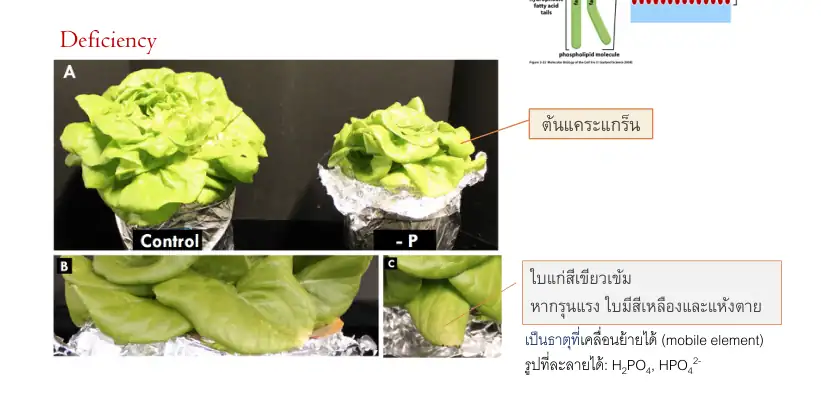 fatty acid
tails
phospholipid molecule
Deficiency
A
Control
- P
ต้นแคระแกร็น
B
C
ใบแก่สีเขียวเข้ม
หากรุนแรง ใบมีสีเหลืองและแห้งตาย
เป็นธาตุที่เคลื่อนย้ายได้ (mobile element)
รูปที่ละลายได้: H₂PO₄, HPO₄²⁻